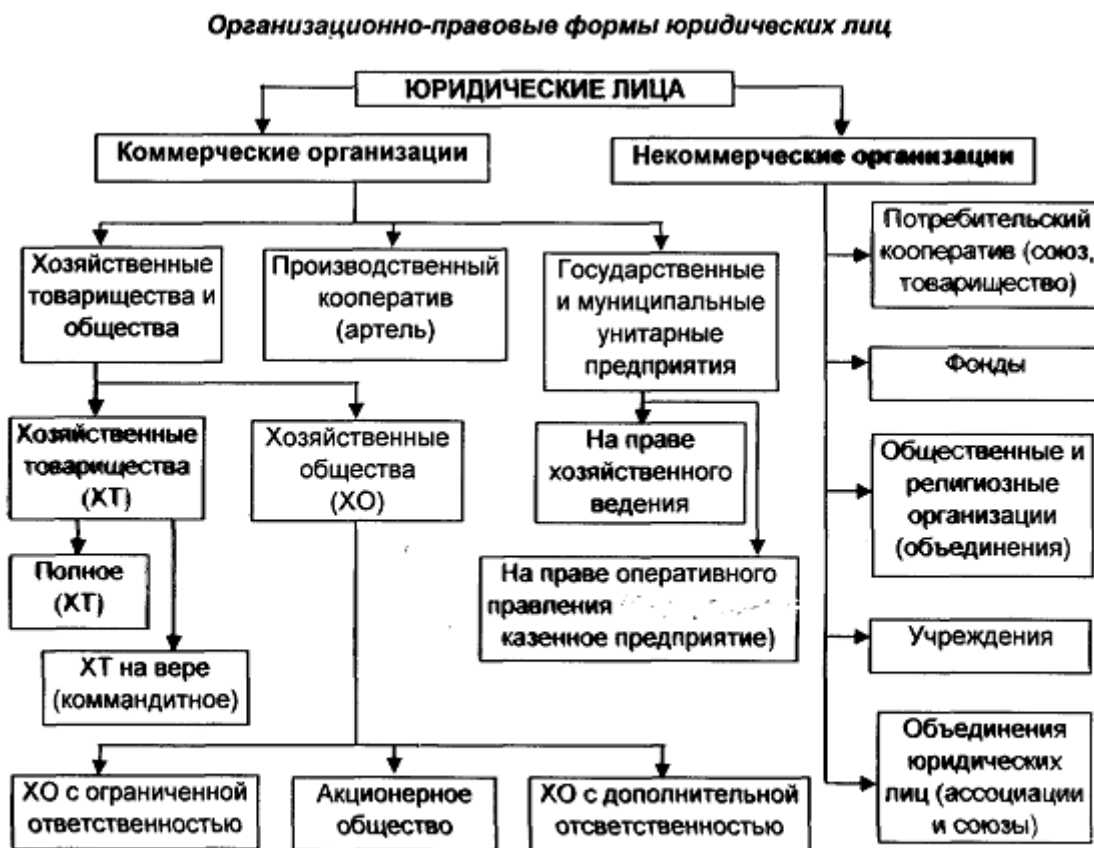 Организационно-правовые формы юридических лиц
ЮРИДИЧЕСКИЕ ЛИЦА
Коммерческие организации
Некоммерческие организации
Хозяйственные
товарищества и
общества
Производственный
кооператив
(артель)
Государственные
и муниципальные
унитарные
предприятия
Потребительский
кооператив (союз,
товарищество)
Фонды
Хозяйственные
товарищества
(ХТ)
Хозяйственные
общества
(ХО)
На праве
хозяйственного
ведения
Общественные и
религиозные
организации
(объединения)
Полное
(ХТ)
На праве оперативного
правления
казенное предприятие)
Учреждения
ХТ на вере
(коммандитное)
Объединения
юридических
лиц (ассоциации
и союзы)
ХО с ограниченной
ответственностью
Акционерное
общество
ХО с дополнительной
отсветственностью